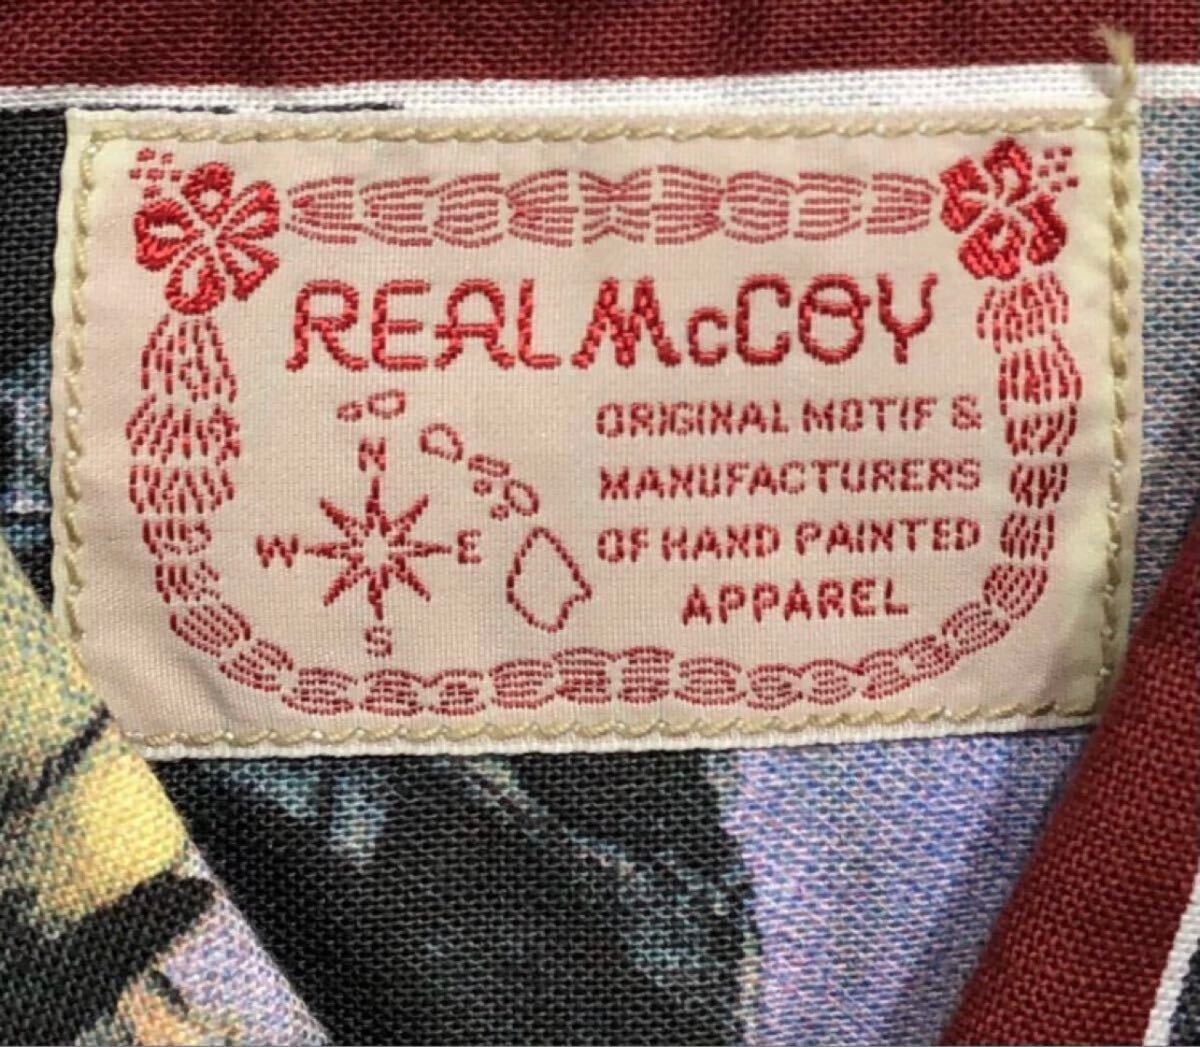 REAL McCOY
ORIGINAL MOTIF &
MANUFACTURERS
OF HAND PAINTED
APPAREL
N
W E
S